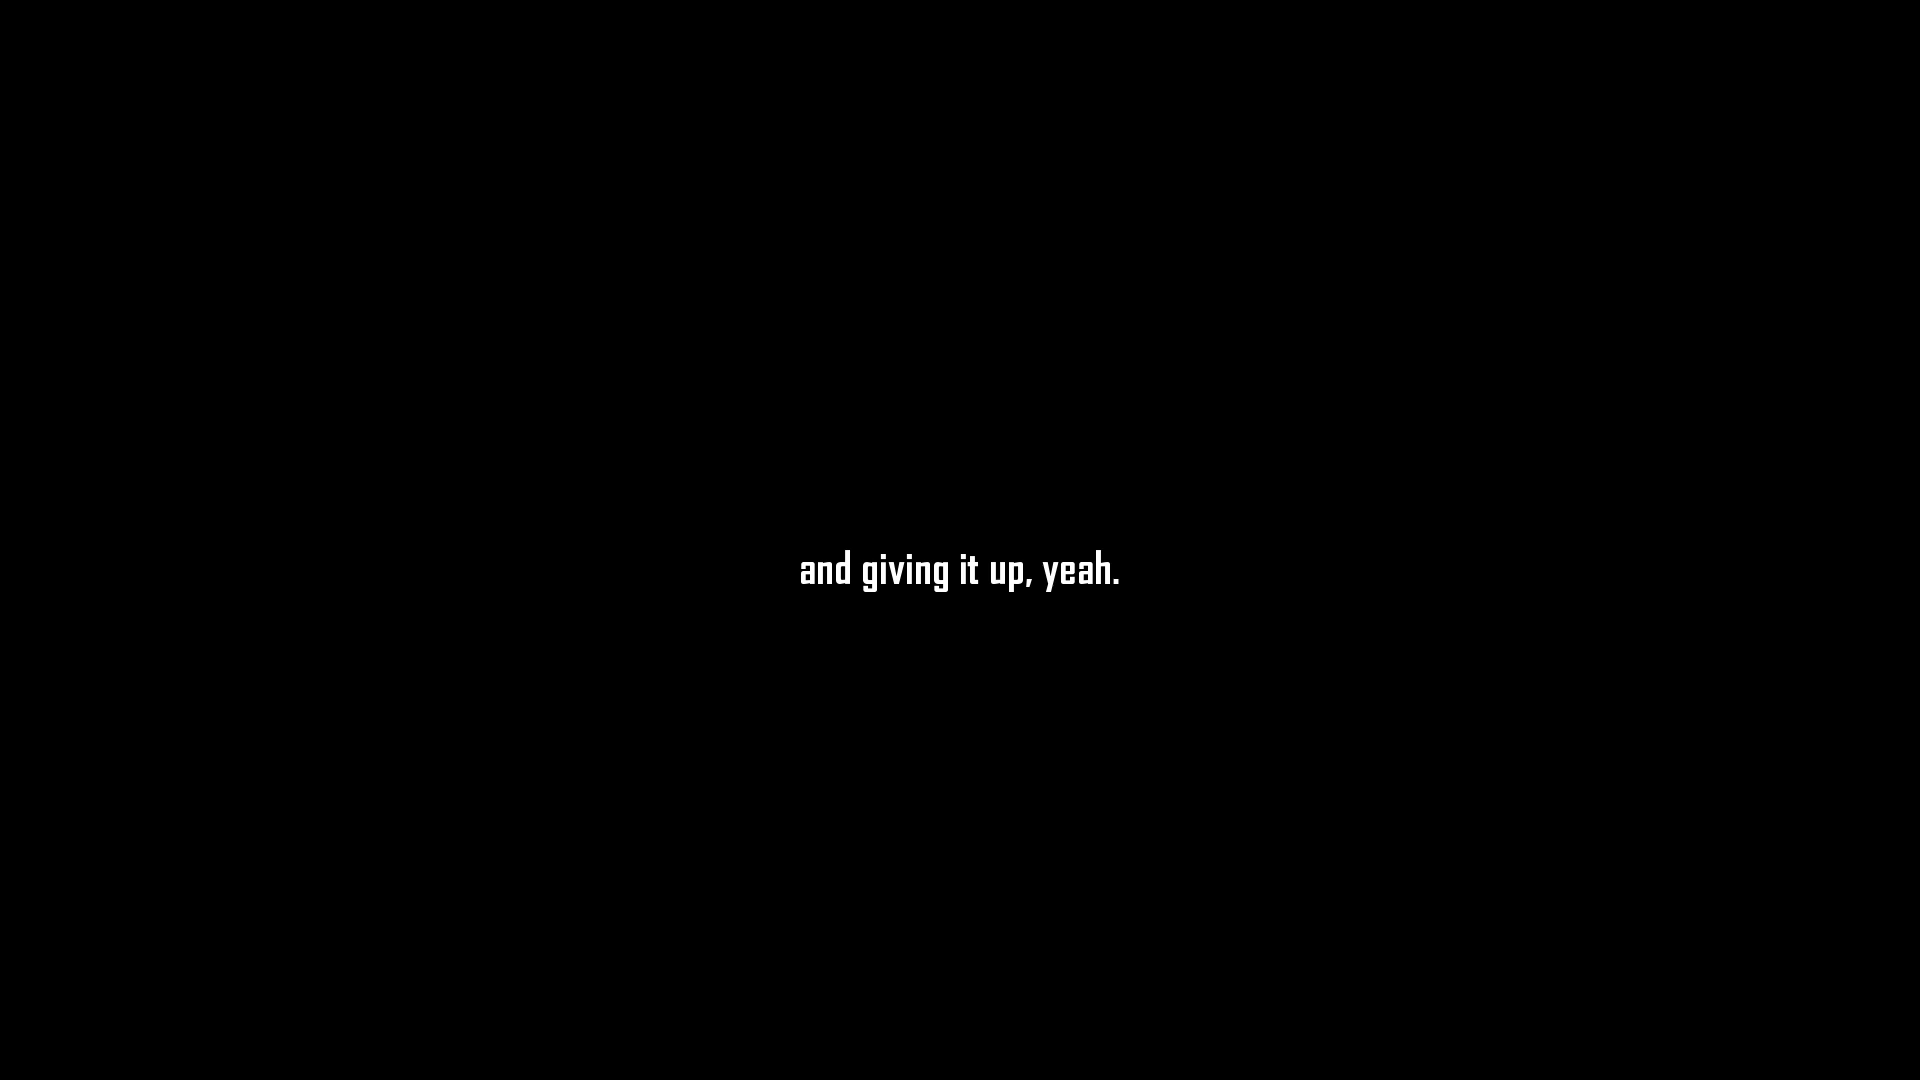 and giving it up, yeah.